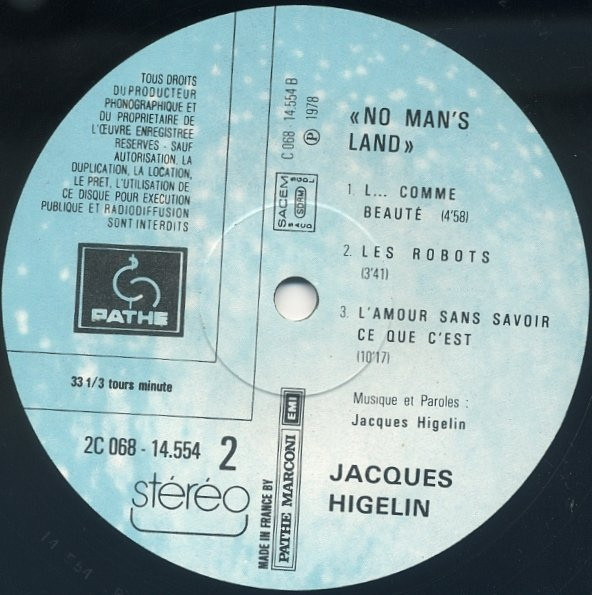 TOUS DROITS
DU PRODUCTEUR
PHONOGRAPHIQUE ET
DU PROPRIETAIRE DE
L'ŒUVRE ENREGISTREE
RESERVES - SAUF
AUTORISATION, LA
DUPLICATION, LA LOCATION,
LE PRET, L'UTILISATION DE
CE DISQUE POUR EXECUTION
PUBLIQUE ET RADIODIFFUSION
SONT INTERDITS
PATHE
33 1/3 tours minute
2C 068 - 14.554 2
stéréo
C 068 14.554 B
Ⓟ 1978
SACEM
SDRM
MADE IN FRANCE BY
PATHE MARCONI EMI
«NO MAN'S
LAND»
1. L... COMME
BEAUTÉ (4'58)
2. LES ROBOTS
(3'41)
3. L'AMOUR SANS SAVOIR
CE QUE C'EST
(10'17)
Musique et Paroles :
Jacques Higelin
JACQUES
HIGELIN